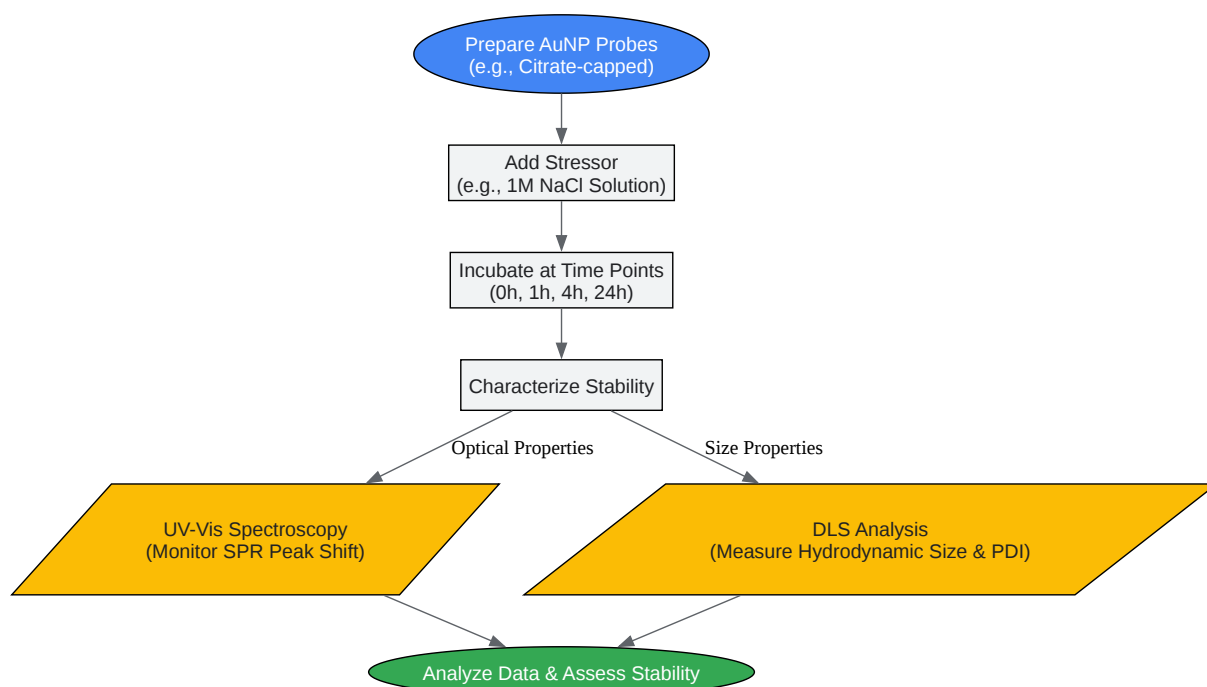 Prepare AuNP Probes
(e.g., Citrate-capped)
Add Stressor
(e.g., 1M NaCl Solution)
Incubate at Time Points
(0h, 1h, 4h, 24h)
Characterize Stability
Optical Properties
Size Properties
UV-Vis Spectroscopy
(Monitor SPR Peak Shift)
DLS Analysis
(Measure Hydrodynamic Size & PDI)
Analyze Data & Assess Stability